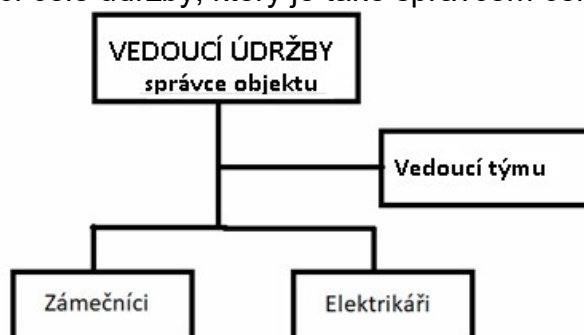 VEDOUCÍ ÚDRŽBY
správce objektu
Vedoucí týmu
Zámečníci
Elektrikáři